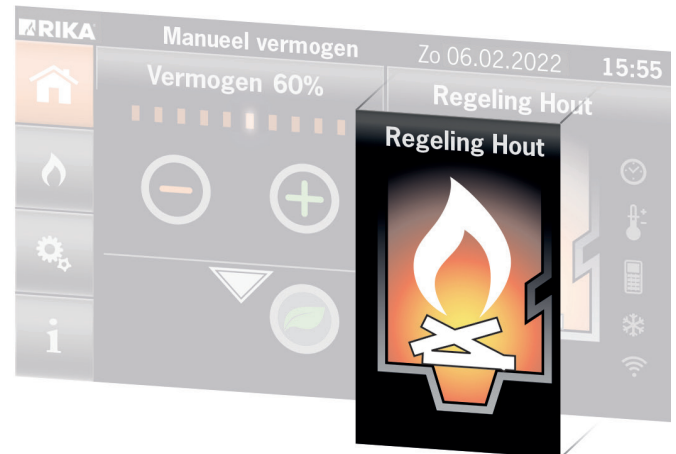 RIKA
Manueel vermogen
Zo 06.02.2022
15:55
Vermogen 60%
Regeling Hout
Regeling Hout
i